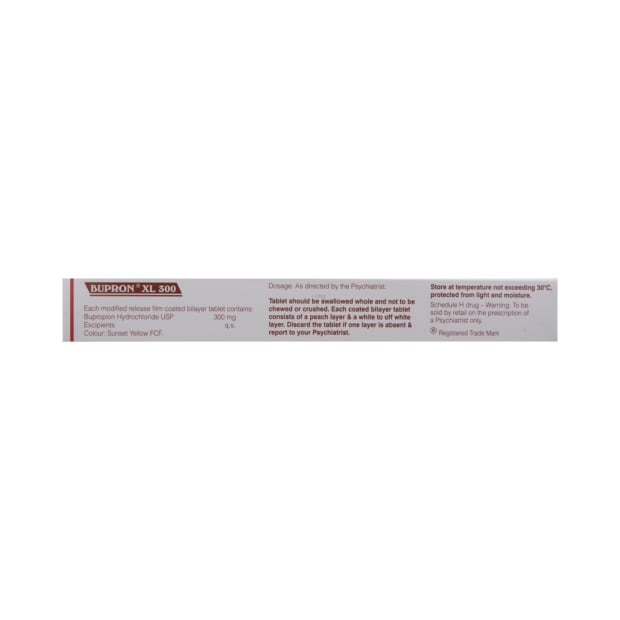 BUPRON® XL 300
Each modified release film coated bilayer tablet contains:
Bupropion Hydrochloride USP 300 mg
Excipients q.s.
Colour: Sunset Yellow FCF.
Dosage: As directed by the Psychiatrist.
Tablet should be swallowed whole and not to be
chewed or crushed. Each coated bilayer tablet
consists of a peach layer & a white to off white
layer. Discard the tablet if one layer is absent &
report to your Psychiatrist.
Store at temperature not exceeding 30°C,
protected from light and moisture.
Schedule H drug – Warning: To be
sold by retail on the prescription of
a Psychiatrist only.
® Registered Trade Mark